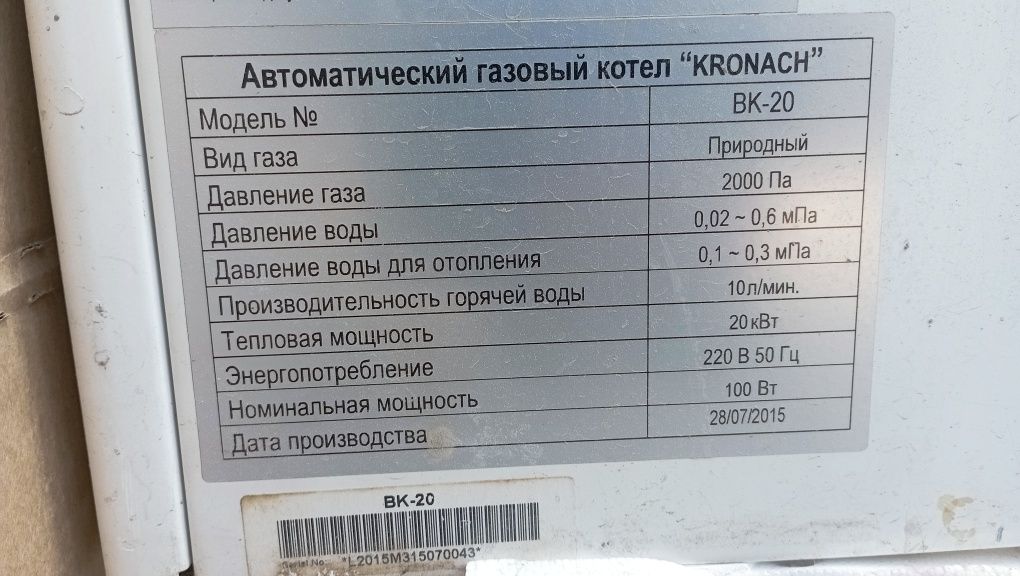 Автоматический газовый котел “KRONACH”
Модель № BK-20
Вид газа Природный
Давление газа 2000 Па
Давление воды 0,02 ~ 0,6 мПа
Давление воды для отопления 0,1 ~ 0,3 мПа
Производительность горячей воды 10л/мин.
Тепловая мощность 20кВт
Энергопотребление 220 В 50 Гц
Номинальная мощность 100 Вт
Дата производства 28/07/2015
BK-20
Serial No *L2015M315070043*